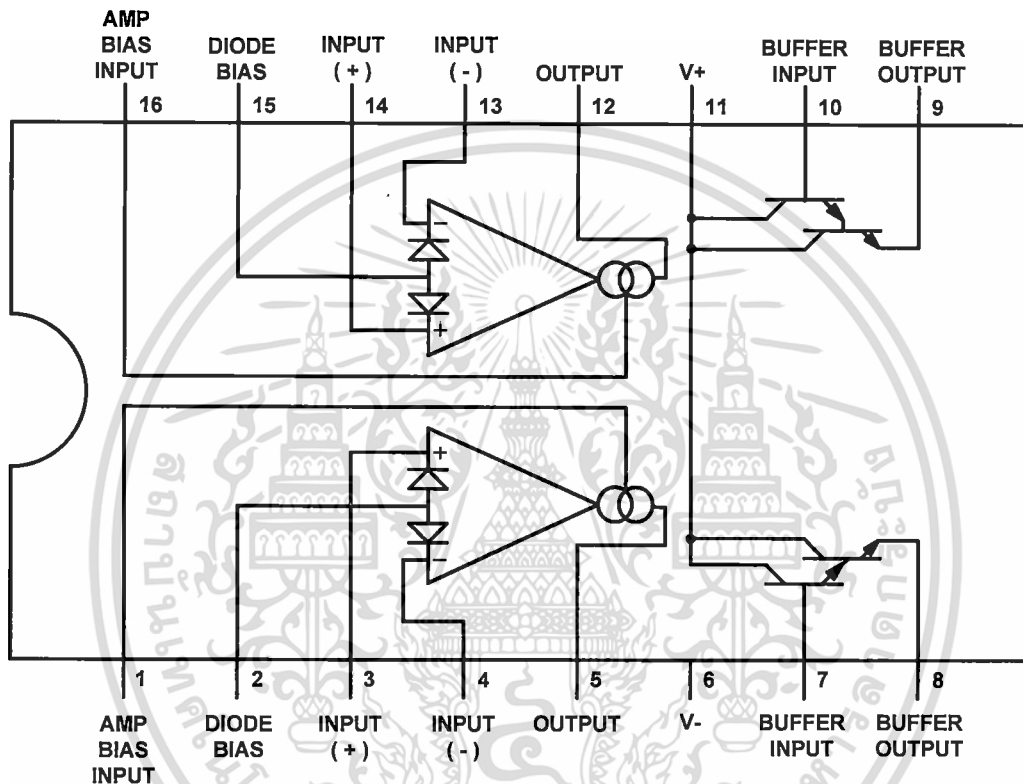 AMP
BIAS
INPUT
DIODE
BIAS
INPUT
( + )
INPUT
( - )
OUTPUT
V+
BUFFER
INPUT
BUFFER
OUTPUT
16 15 14 13 12 11 10 9
-
+
+
-
1 2 3 4 5 6 7 8
AMP
BIAS
INPUT
DIODE
BIAS
INPUT
( + )
INPUT
( - )
OUTPUT
V-
BUFFER
INPUT
BUFFER
OUTPUT